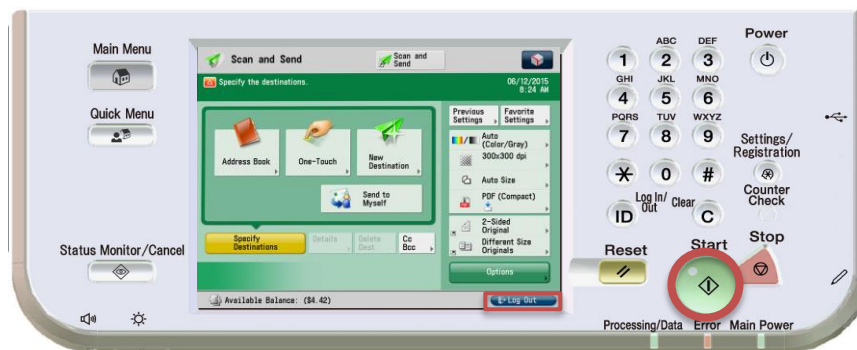 Main Menu
Quick Menu
Status Monitor/Cancel
Scan and Send
Scan and
Send
Specify the destinations.
06/12/2015
8:24 AM
Previous
Settings
Favorite
Settings
Address Book
One-Touch
New
Destination
Send to
Myself
Auto
(Color/Gray)
300x300 dpi
Auto Size
PDF (Compact)
2-Sided
Original
Different Size
Originals
Specify
Destinations
Details
Delete
Dest
Cc
Bcc
Options
Available Balance: ($4.42)
Log Out
ABC DEF
1 2 3
GHI JKL MNO
4 5 6
PQRS TUV WXYZ
7 8 9
* 0 #
Log In/
Out
ID
Clear
C
Power
Settings/
Registration
Counter
Check
Reset
Start
Stop
Processing/Data Error Main Power